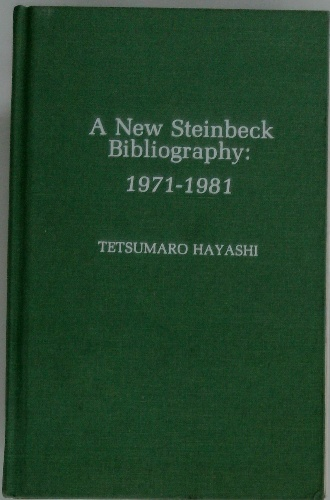 A New Steinbeck
Bibliography:
1971-1981
TETSUMARO HAYASHI